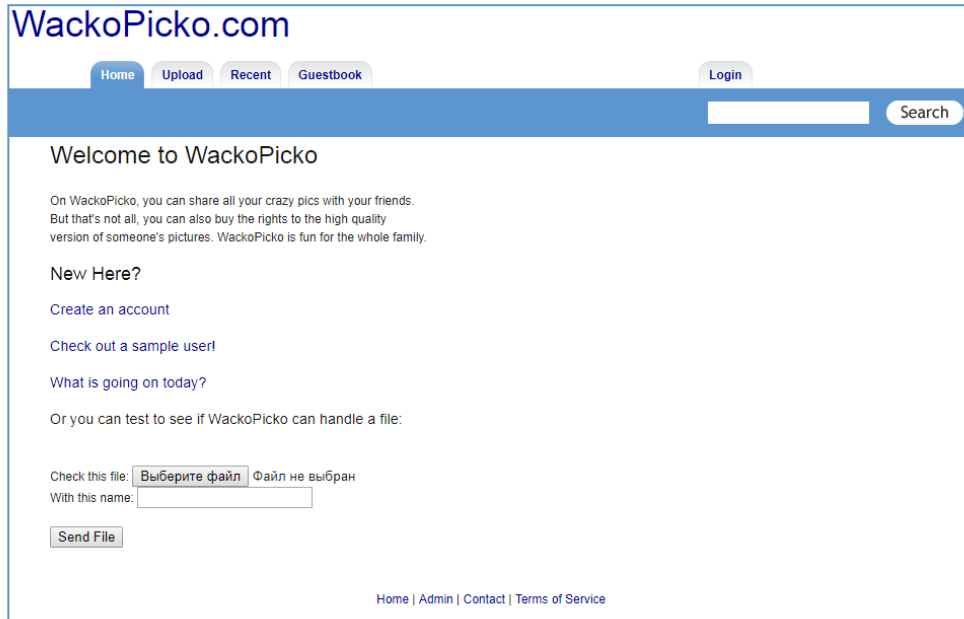 WackoPicko.com
Home Upload Recent Guestbook Login
Search
Welcome to WackoPicko
On WackoPicko, you can share all your crazy pics with your friends.
But that's not all, you can also buy the rights to the high quality
version of someone's pictures. WackoPicko is fun for the whole family.
New Here?
Create an account
Check out a sample user!
What is going on today?
Or you can test to see if WackoPicko can handle a file:
Check this file: Выберите файл Файл не выбран
With this name:
Send File
Home | Admin | Contact | Terms of Service